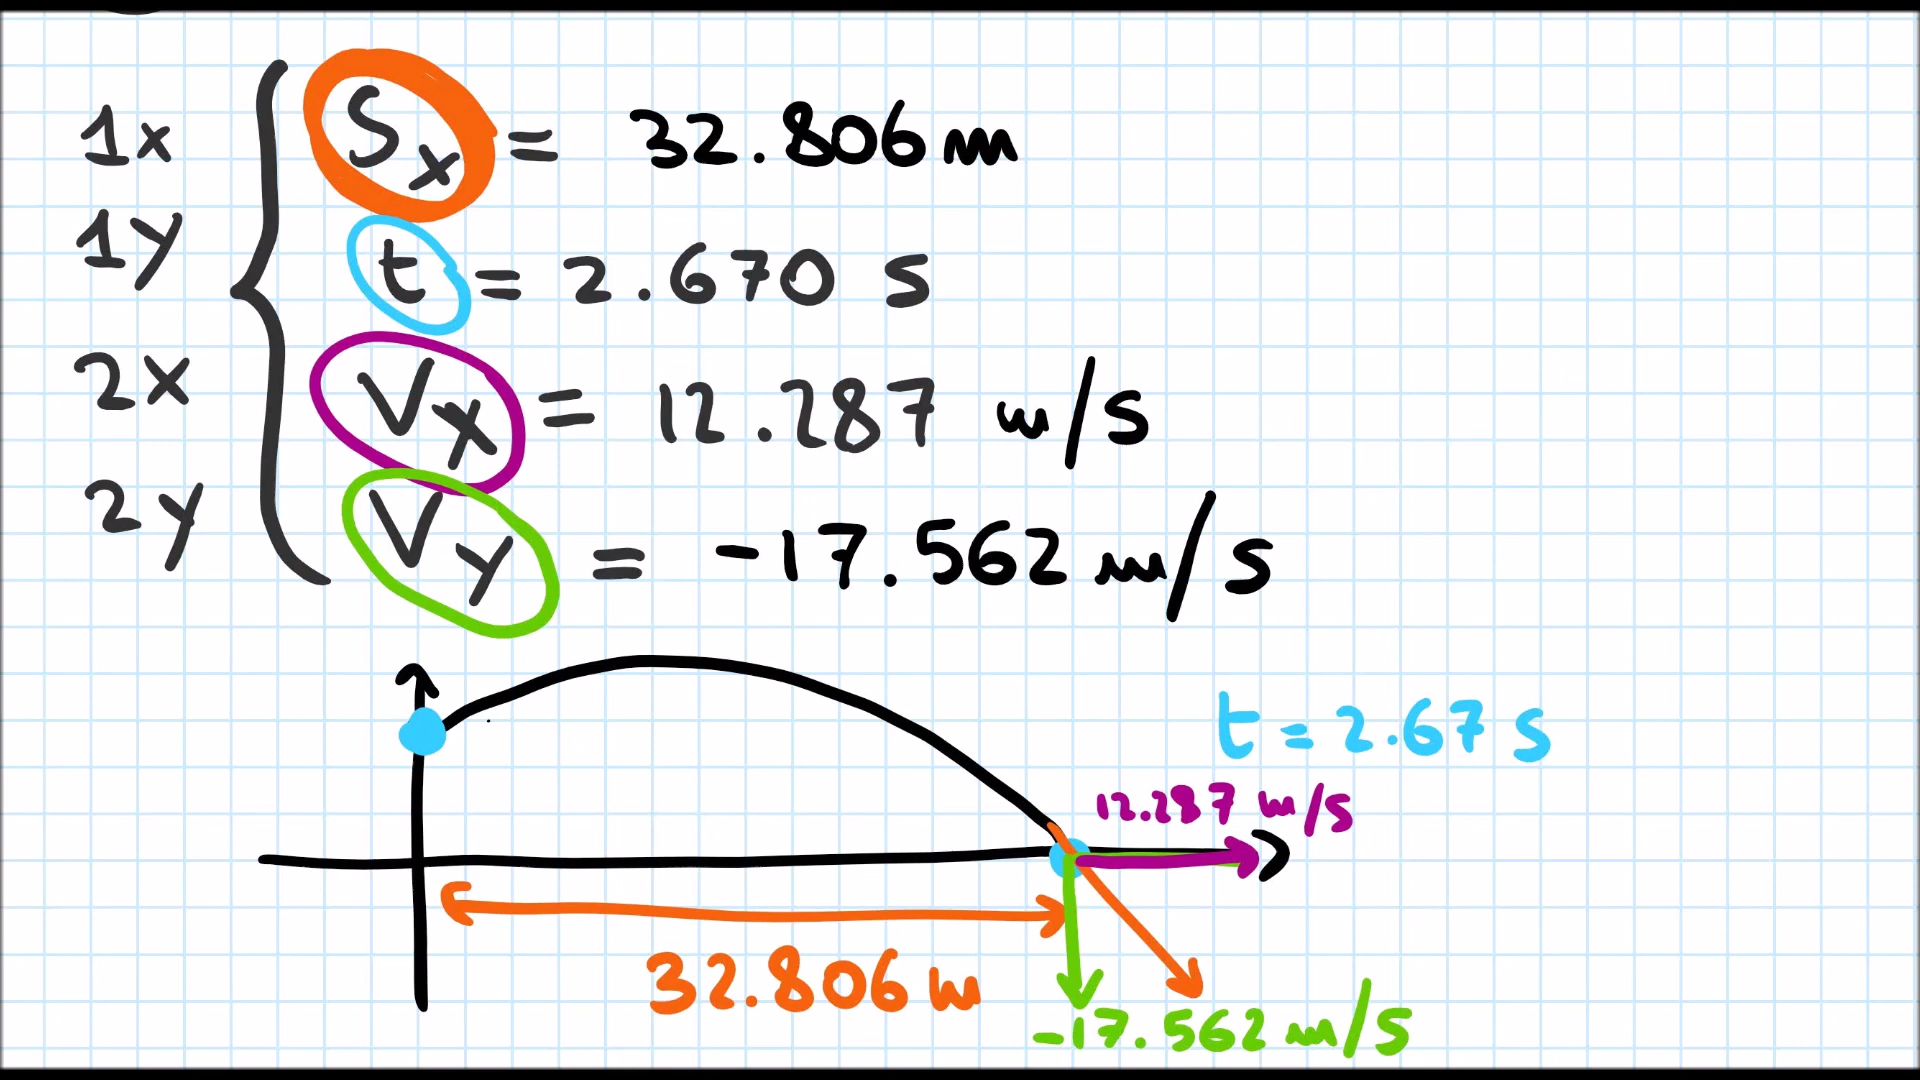 1x Sx = 32.806 m
1y t = 2.670 s
2x Vx = 12.287 m/s
2y Vy = -17.562 m/s
t = 2.67 s
12.287 m/s
32.806 m
-17.562 m/s